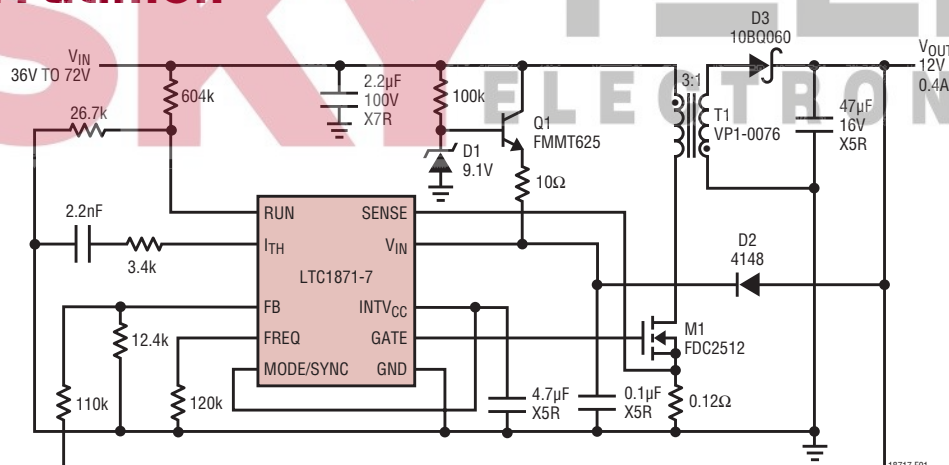 SKY
ELECTRON
VIN
36V TO 72V
26.7k
604k
2.2µF
100V
X7R
100k
D1
9.1V
Q1
FMMT625
10Ω
3:1
T1
VP1-0076
D3
10BQ060
VOUT
12V
0.4A
47µF
16V
X5R
2.2nF
3.4k
RUN
SENSE
ITH
VIN
LTC1871-7
FB
INTVCC
FREQ
GATE
MODE/SYNC
GND
D2
4148
M1
FDC2512
12.4k
110k
120k
4.7µF
X5R
0.1µF
X5R
0.12Ω
18717 F01